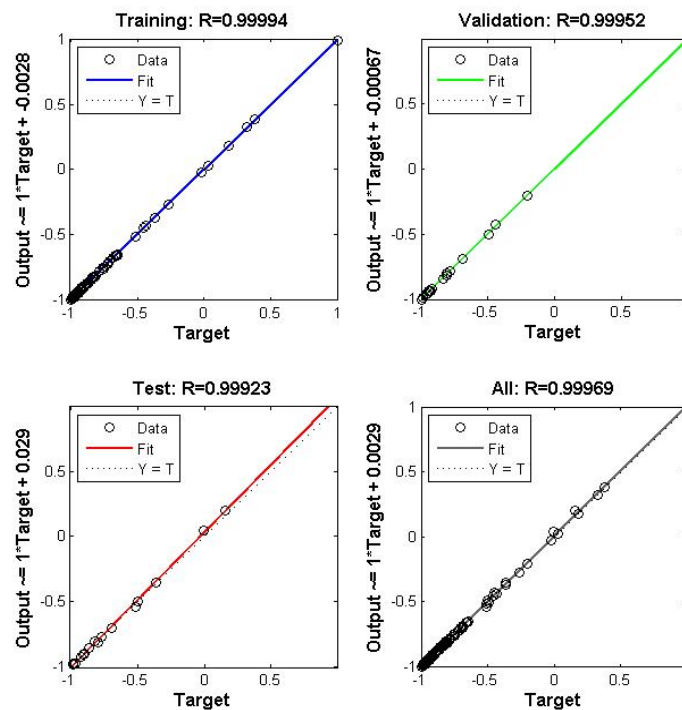 Training: R=0.99994
Output ~= 1*Target + -0.0028
Data
Fit
Y = T
1
0.5
0
-0.5
-1
-1 -0.5 0 0.5 1
Target
Validation: R=0.99952
Output ~= 1*Target + -0.00067
Data
Fit
Y = T
0.5
0
-0.5
-1
-1 -0.5 0 0.5
Target
Test: R=0.99923
Output ~= 1*Target + 0.029
Data
Fit
Y = T
0.5
0
-0.5
-1
-1 -0.5 0 0.5
Target
All: R=0.99969
Output ~= 1*Target + 0.0029
Data
Fit
Y = T
0.5
0
-0.5
-1
-1 -0.5 0 0.5
Target